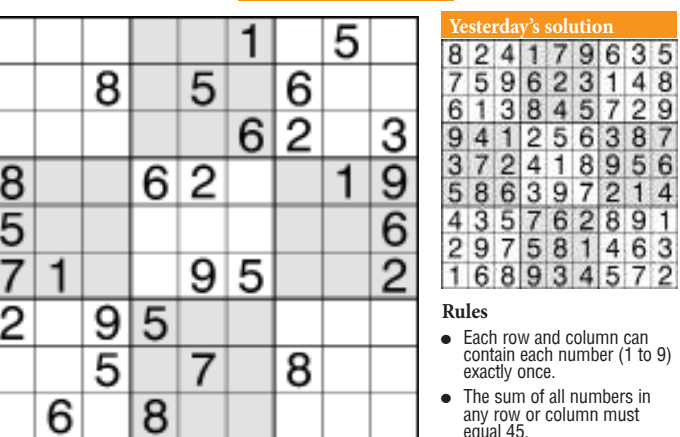 1 5
8 5 6
6 2 3
8 6 2 1 9
5 6
7 1 9 5 2
2 9 5
5 7 8
6 8
Yesterday's solution
8 2 4 1 7 9 6 3 5
7 5 9 6 2 3 1 4 8
6 1 3 8 4 5 7 2 9
9 4 1 2 5 6 3 8 7
3 7 2 4 1 8 9 5 6
5 8 6 3 9 7 2 1 4
4 3 5 7 6 2 8 9 1
2 9 7 5 8 1 4 6 3
1 6 8 9 3 4 5 7 2
Rules
● Each row and column can
contain each number (1 to 9)
exactly once.
● The sum of all numbers in
any row or column must
equal 45.